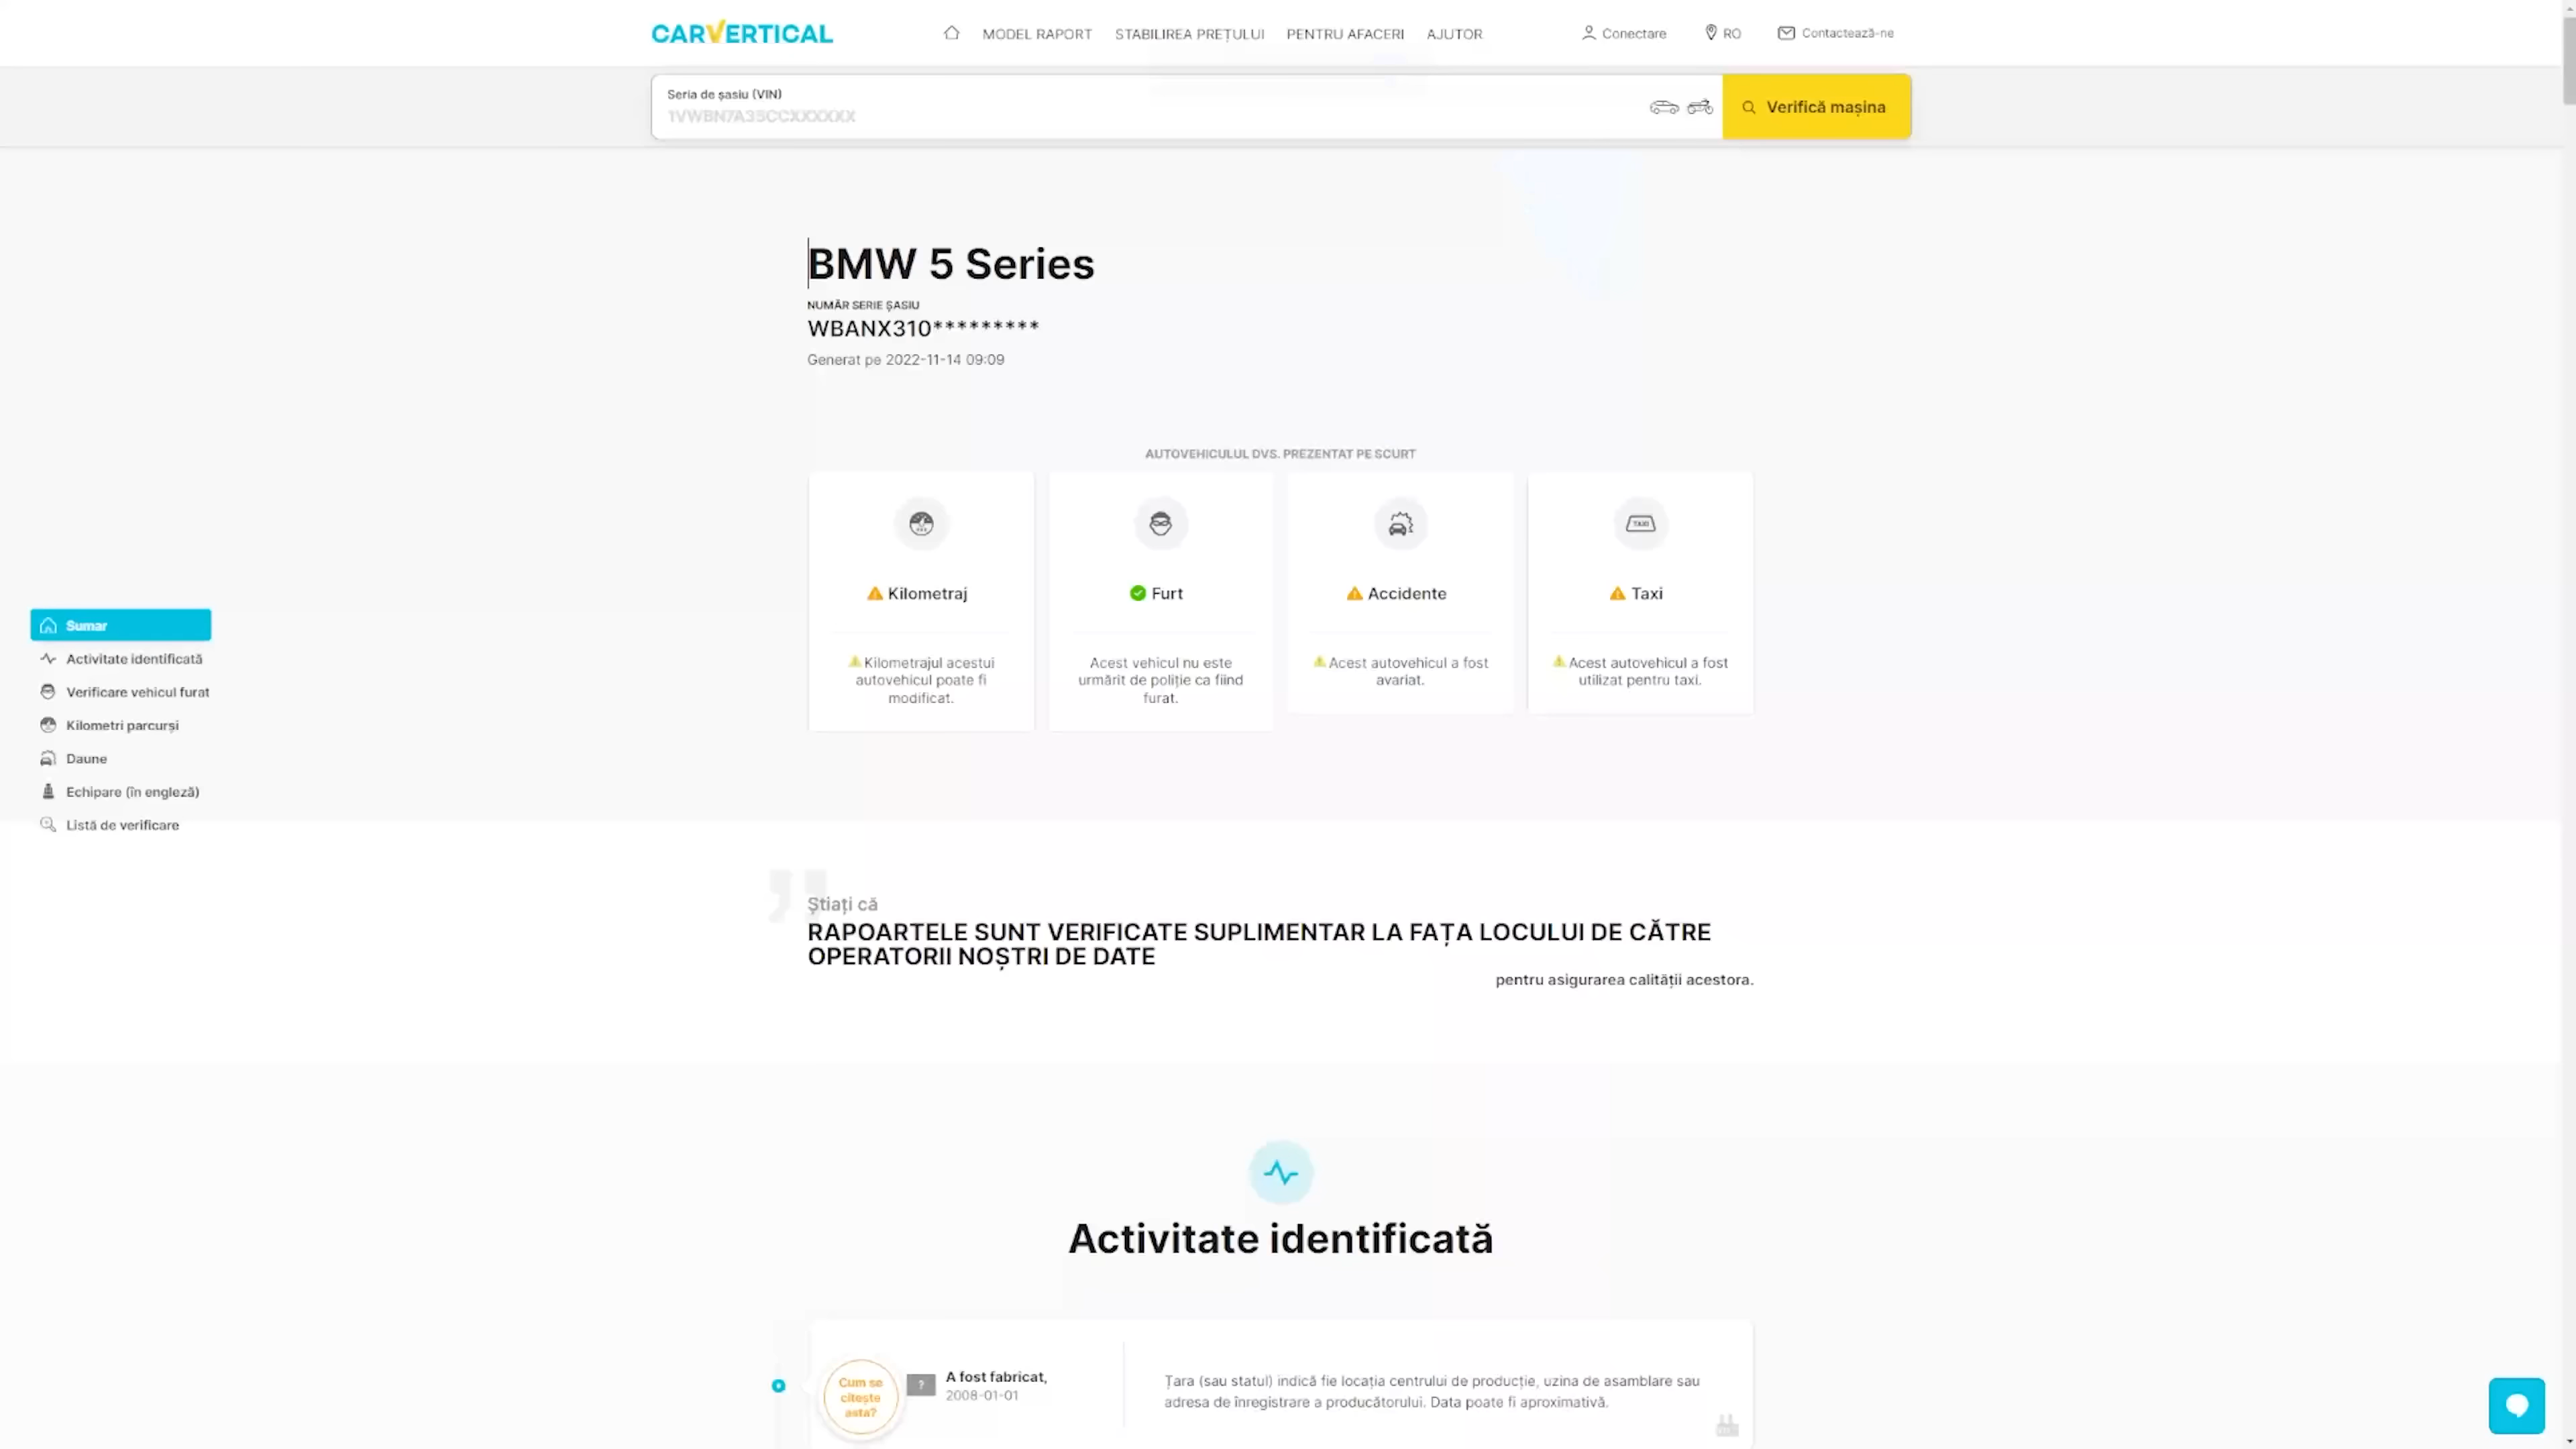 CARVERTICAL
MODEL RAPORT
STABILIREA PREȚULUI
PENTRU AFACERI
AJUTOR
Conectare
RO
Contactează-ne
Seria de șasiu (VIN)
1VWBN7A35CCXXXXXX
Verifică mașina
BMW 5 Series
NUMĂR SERIE ȘASIU
WBANX310*********
Generat pe 2022-11-14 09:09
AUTOVEHICULUL DVS. PREZENTAT PE SCURT
Kilometraj
Kilometrajul acestui
autovehicul poate fi
modificat.
Furt
Acest vehicul nu este
urmărit de poliție ca fiind
furat.
Accidente
Acest autovehicul a fost
avariat.
TAXI
Taxi
Acest autovehicul a fost
utilizat pentru taxi.
Sumar
Activitate identificată
Verificare vehicul furat
Kilometri parcurși
Daune
Echipare (în engleză)
Listă de verificare
Știați că
RAPOARTELE SUNT VERIFICATE SUPLIMENTAR LA FAȚA LOCULUI DE CĂTRE
OPERATORII NOȘTRI DE DATE
pentru asigurarea calității acestora.
Activitate identificată
Cum se
citește
asta?
?
A fost fabricat,
2008-01-01
Țara (sau statul) indică fie locația centrului de producție, uzina de asamblare sau
adresa de înregistrare a producătorului. Data poate fi aproximativă.